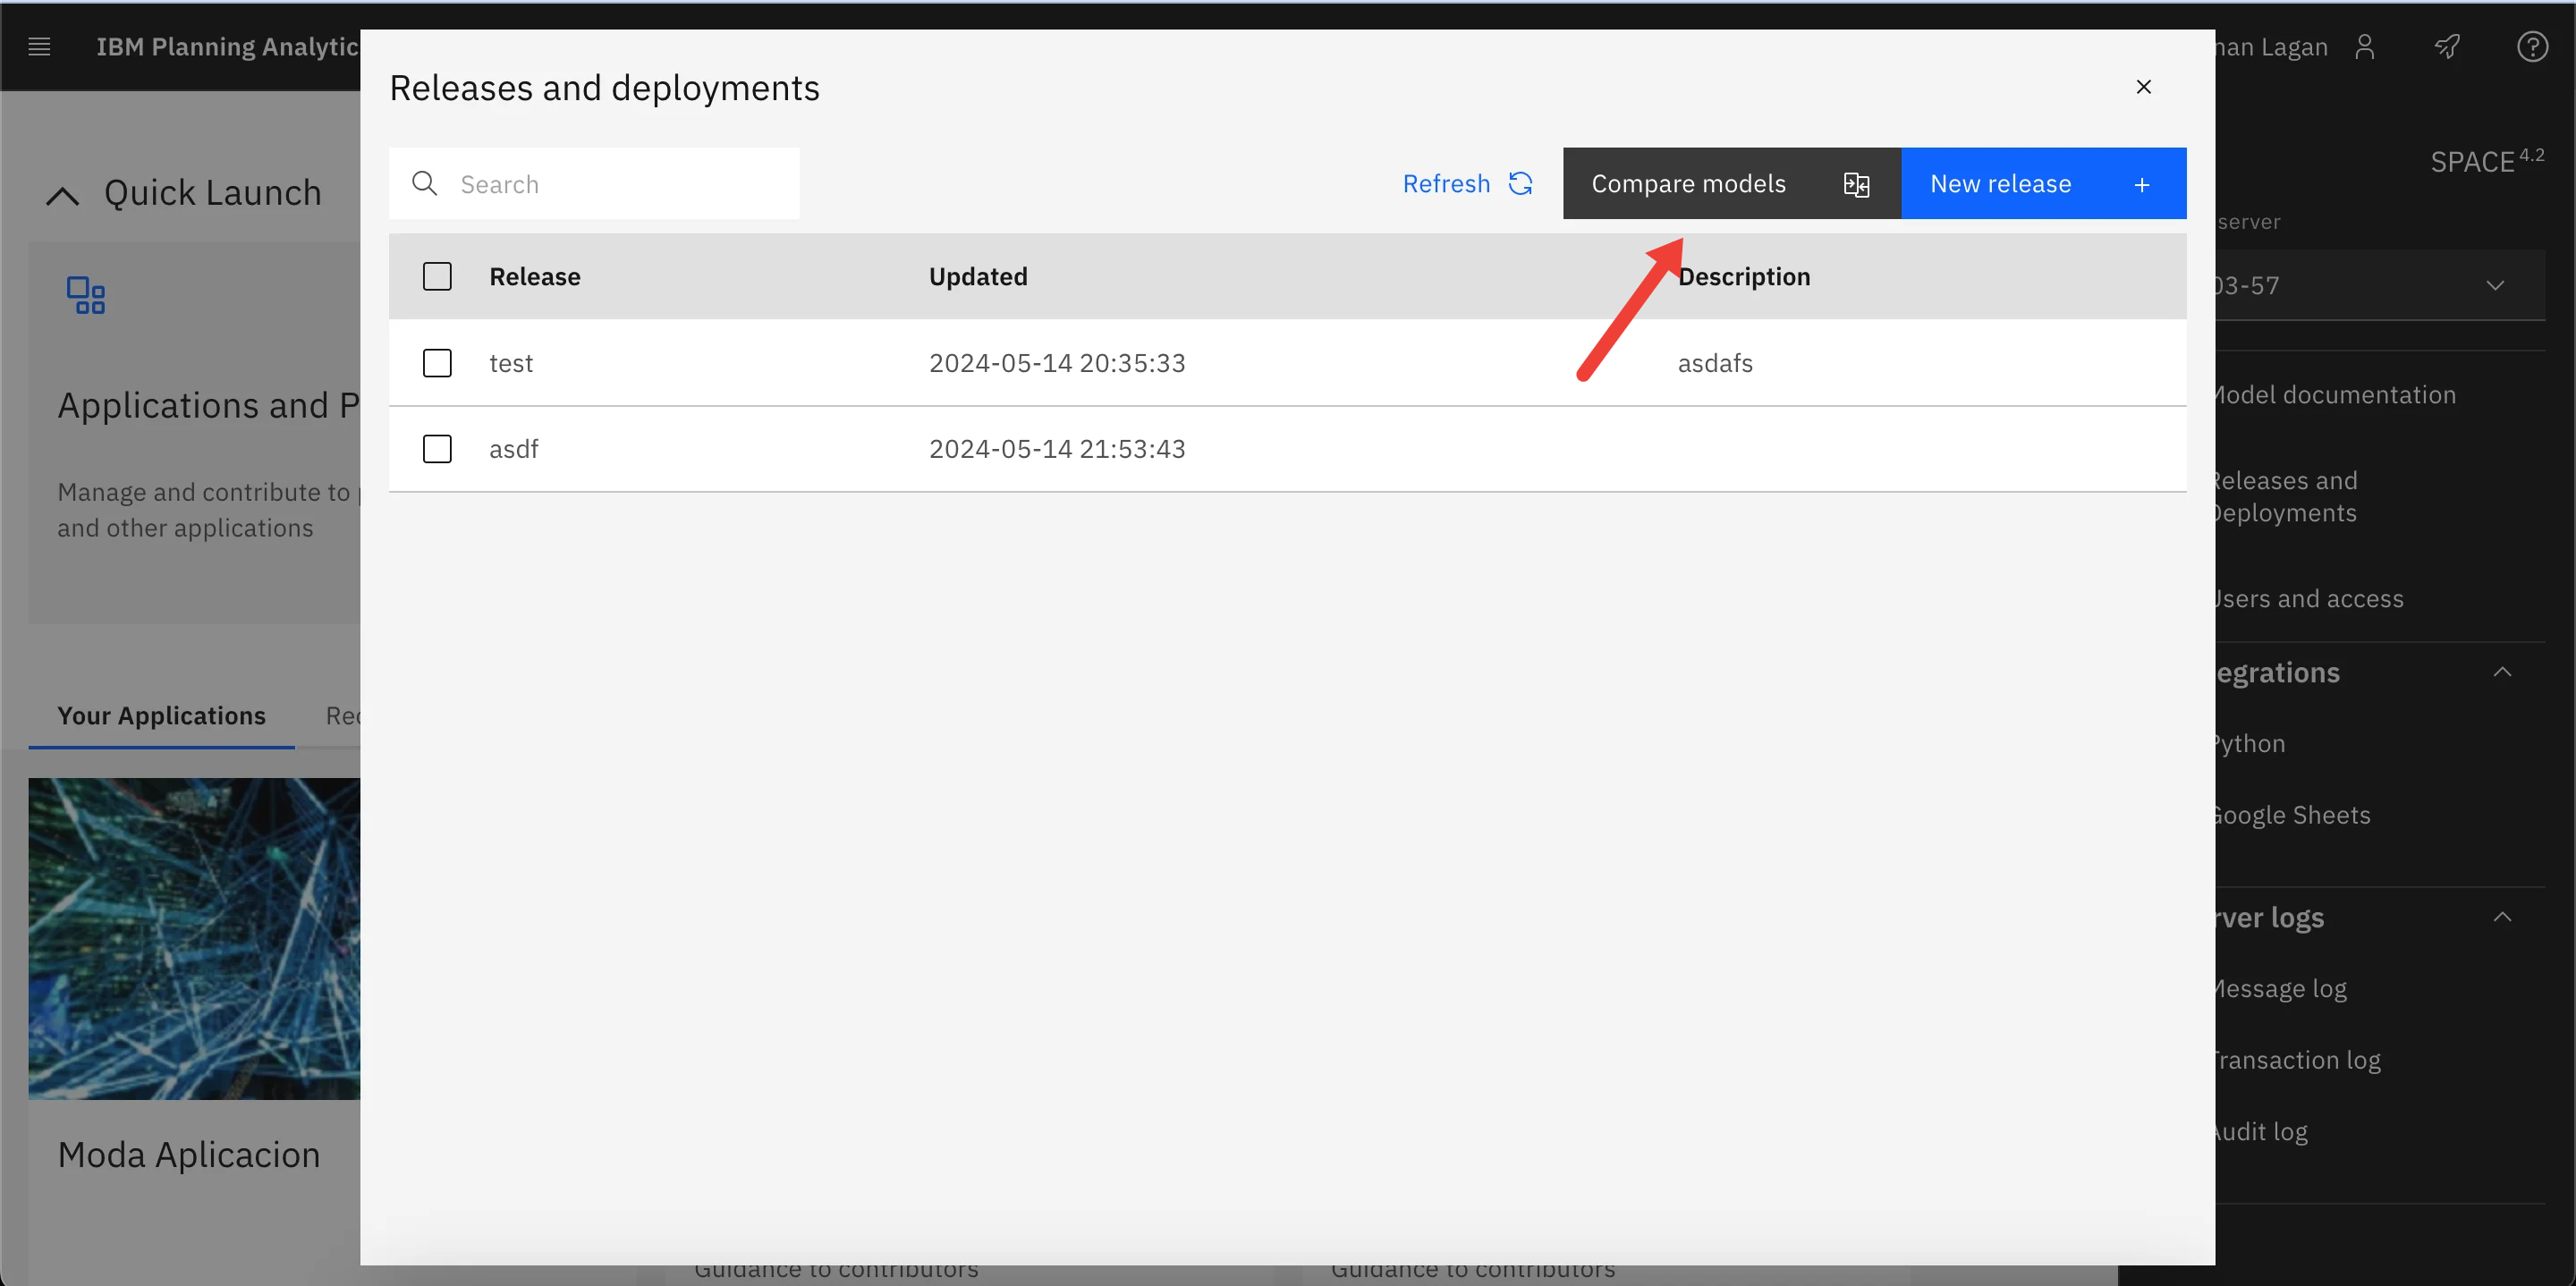 IBM Planning Analytic
nan Lagan
Releases and deployments
Search
Refresh
Compare models
New release
Release Updated Description
test 2024-05-14 20:35:33 asdafs
asdf 2024-05-14 21:53:43
Quick Launch
Applications and P
Manage and contribute to
and other applications
Your Applications Rec
Moda Aplicacion
Guidance to contributors
Guidance to contributors
SPACE 4.2
server
03-57
Model documentation
Releases and
Deployments
Users and access
egrations
Python
Google Sheets
rver logs
Message log
Transaction log
Audit log